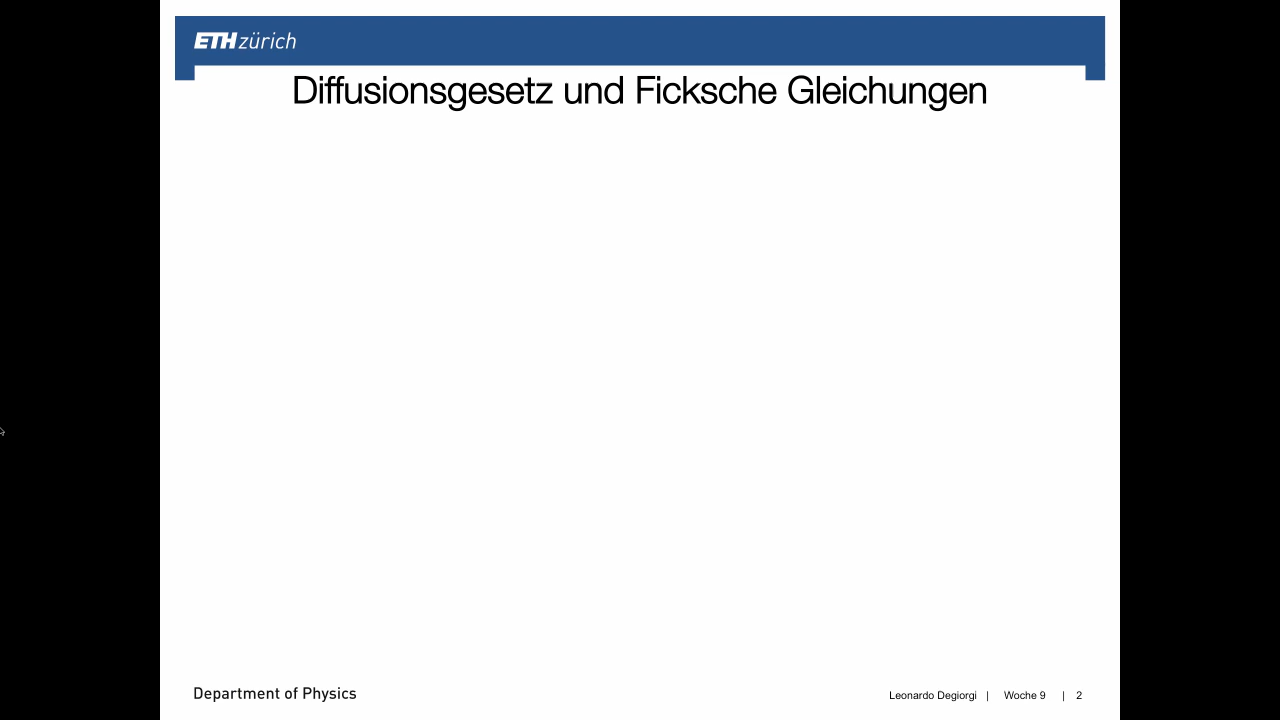 ETH zürich
Diffusionsgesetz und Ficksche Gleichungen
Department of Physics
Leonardo Degiorgi | Woche 9 | 2